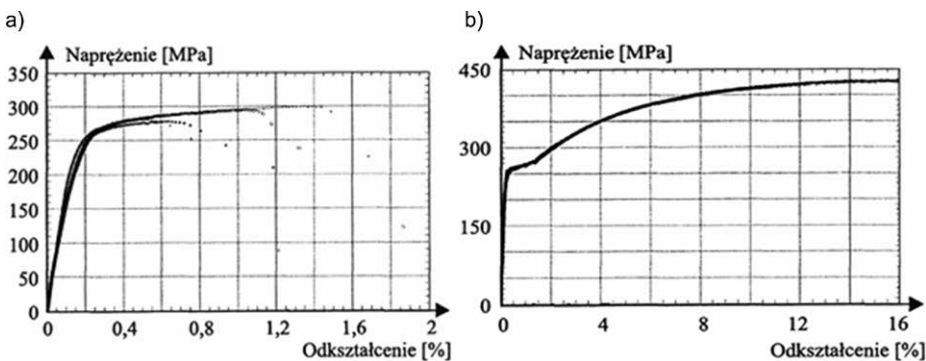 a)
Naprężenie [MPa]
350
300
250
200
150
100
50
0
0 0,4 0,8 1,2 1,6 2
Odkształcenie [%]
b)
Naprężenie [MPa]
450
300
150
0
0 4 8 12 16
Odkształcenie [%]